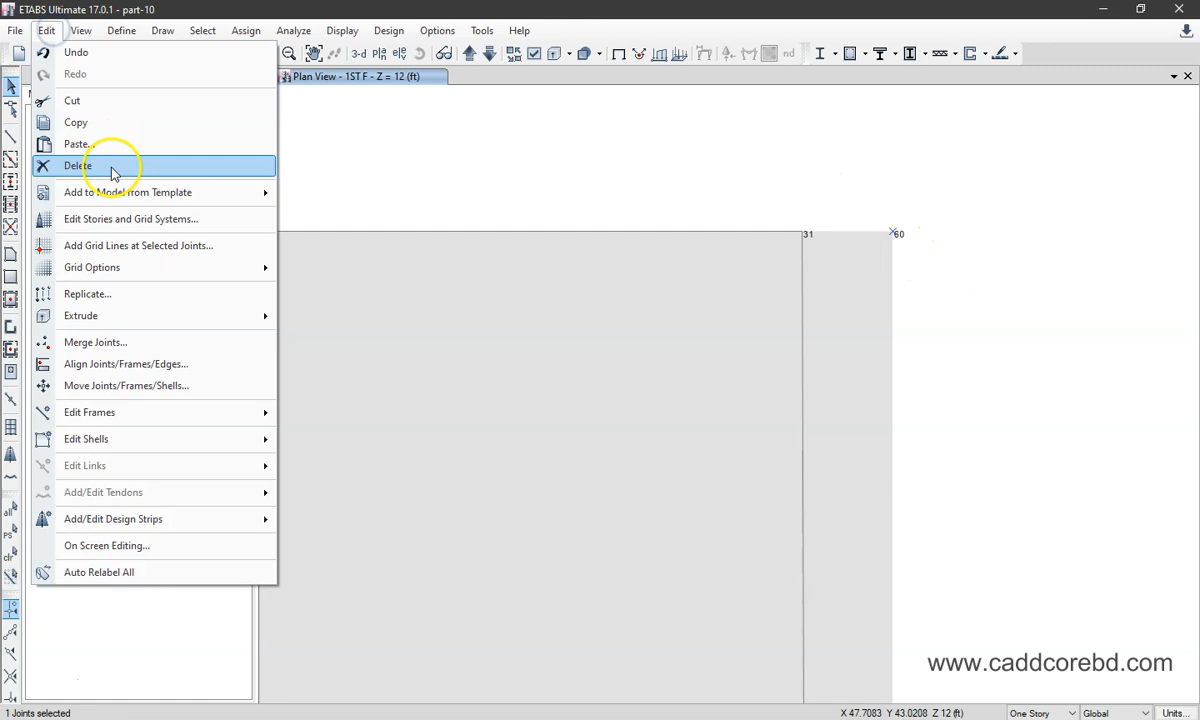 ETABS Ultimate 17.0.1 - part-10
File Edit View Define Draw Select Assign Analyze Display Design Options Tools Help
3-d
nd
Plan View - 1ST F - Z = 12 (ft)
Undo
Redo
Cut
Copy
Paste...
Delete
Add to Model from Template
Edit Stories and Grid Systems...
Add Grid Lines at Selected Joints...
Grid Options
Replicate...
Extrude
Merge Joints...
Align Joints/Frames/Edges...
Move Joints/Frames/Shells...
Edit Frames
Edit Shells
Edit Links
Add/Edit Tendons
Add/Edit Design Strips
On Screen Editing...
Auto Relabel All
31
60
all
ps
clr
www.caddcorebd.com
1 Joints selected
X 47.7083 Y 43.0208 Z 12 (ft)
One Story
Global
Units...